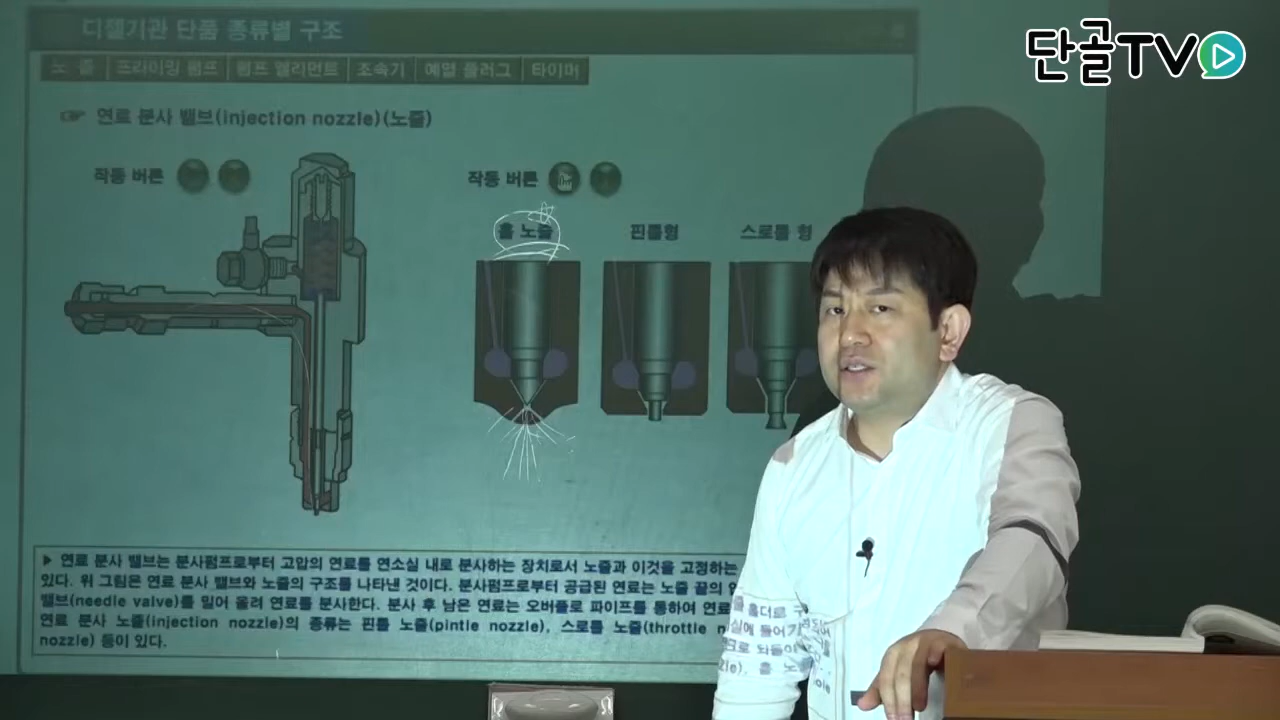 단골TV
디젤기관 단품 종류별 구조
노 즐 프라이밍 펌프 펌프 엘리먼트 조속기 예열 플러그 타이머
☞ 연료 분사 밸브(injection nozzle)(노즐)
작동 버튼
작동 버튼
홀 노즐 핀틀형 스로틀 형
▶ 연료 분사 밸브는 분사펌프로부터 고압의 연료를 연소실 내로 분사하는 장치로서 노즐과 이것을 고정하는 노즐 홀더로
있다. 위 그림은 연료 분사 밸브와 노즐의 구조를 나타낸 것이다. 분사펌프로부터 공급된 연료는 노즐 끝의
밸브(needle valve)를 밀어 올려 연료를 분사한다. 분사 후 남은 연료는 오버플로 파이프를 통하여
연료 분사 노즐(injection nozzle)의 종류는 핀틀 노즐(pintle nozzle), 스로틀 노즐(throttle
nozzle) 등이 있다.